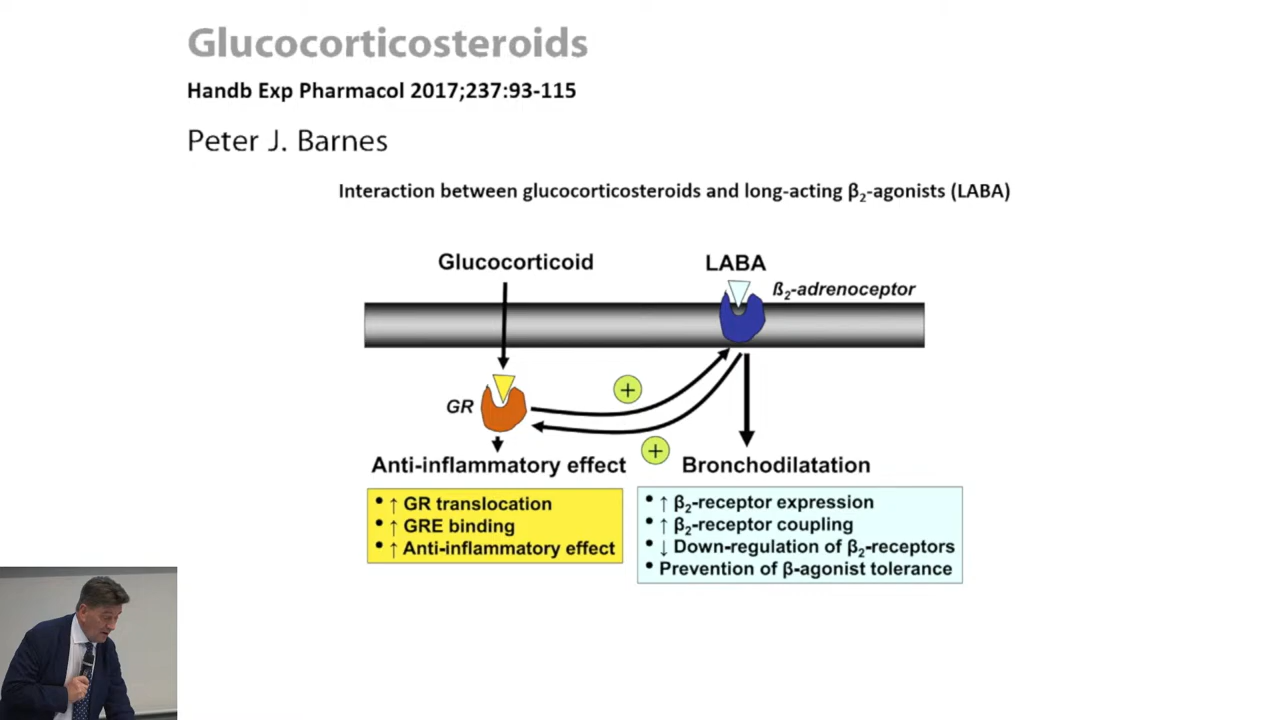 Glucocorticosteroids
Handb Exp Pharmacol 2017;237:93-115
Peter J. Barnes
Interaction between glucocorticosteroids and long-acting β₂-agonists (LABA)
Glucocorticoid
LABA
ß₂-adrenoceptor
GR
+
+
Anti-inflammatory effect
• ↑ GR translocation
• ↑ GRE binding
• ↑ Anti-inflammatory effect
Bronchodilatation
• ↑ β₂-receptor expression
• ↑ β₂-receptor coupling
• ↓ Down-regulation of β₂-receptors
• Prevention of β-agonist tolerance